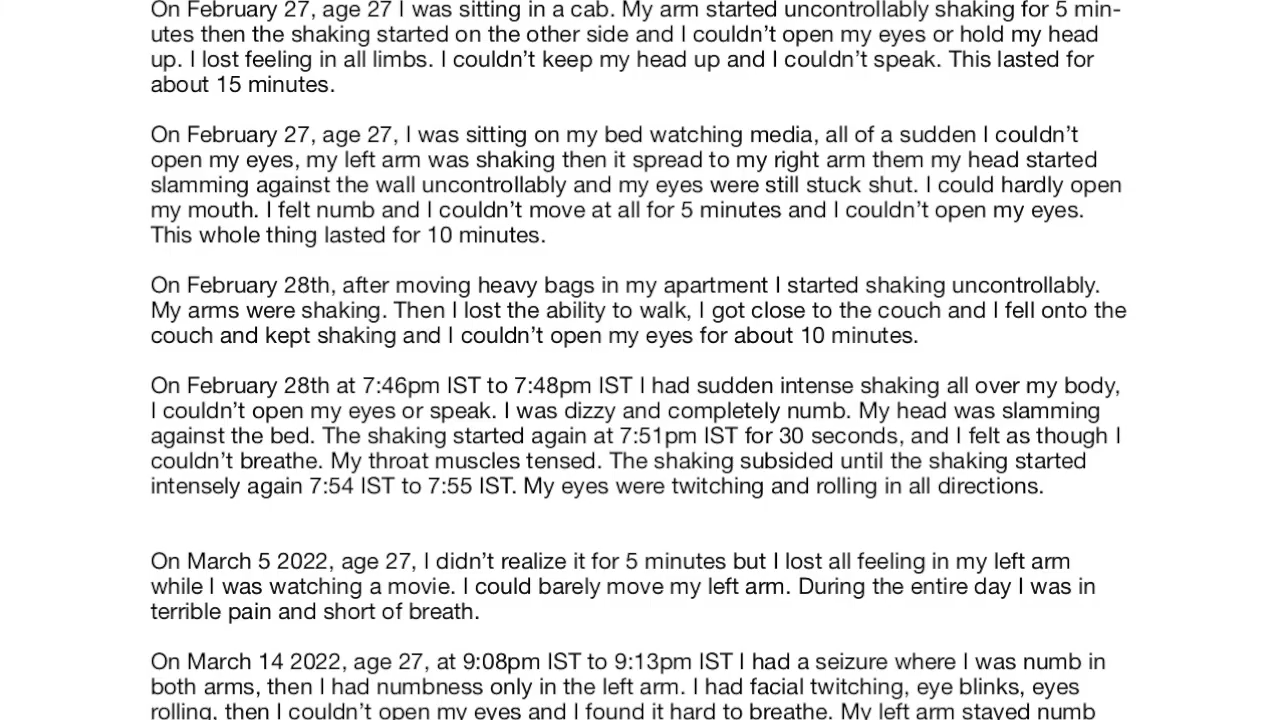 On February 27, age 27 I was sitting in a cab. My arm started uncontrollably shaking for 5 min-
utes then the shaking started on the other side and I couldn’t open my eyes or hold my head
up. I lost feeling in all limbs. I couldn’t keep my head up and I couldn’t speak. This lasted for
about 15 minutes.
On February 27, age 27, I was sitting on my bed watching media, all of a sudden I couldn’t
open my eyes, my left arm was shaking then it spread to my right arm them my head started
slamming against the wall uncontrollably and my eyes were still stuck shut. I could hardly open
my mouth. I felt numb and I couldn’t move at all for 5 minutes and I couldn’t open my eyes.
This whole thing lasted for 10 minutes.
On February 28th, after moving heavy bags in my apartment I started shaking uncontrollably.
My arms were shaking. Then I lost the ability to walk, I got close to the couch and I fell onto the
couch and kept shaking and I couldn’t open my eyes for about 10 minutes.
On February 28th at 7:46pm IST to 7:48pm IST I had sudden intense shaking all over my body,
I couldn’t open my eyes or speak. I was dizzy and completely numb. My head was slamming
against the bed. The shaking started again at 7:51pm IST for 30 seconds, and I felt as though I
couldn’t breathe. My throat muscles tensed. The shaking subsided until the shaking started
intensely again 7:54 IST to 7:55 IST. My eyes were twitching and rolling in all directions.
On March 5 2022, age 27, I didn’t realize it for 5 minutes but I lost all feeling in my left arm
while I was watching a movie. I could barely move my left arm. During the entire day I was in
terrible pain and short of breath.
On March 14 2022, age 27, at 9:08pm IST to 9:13pm IST I had a seizure where I was numb in
both arms, then I had numbness only in the left arm. I had facial twitching, eye blinks, eyes
rolling, then I couldn’t open my eyes and I found it hard to breathe. My left arm stayed numb